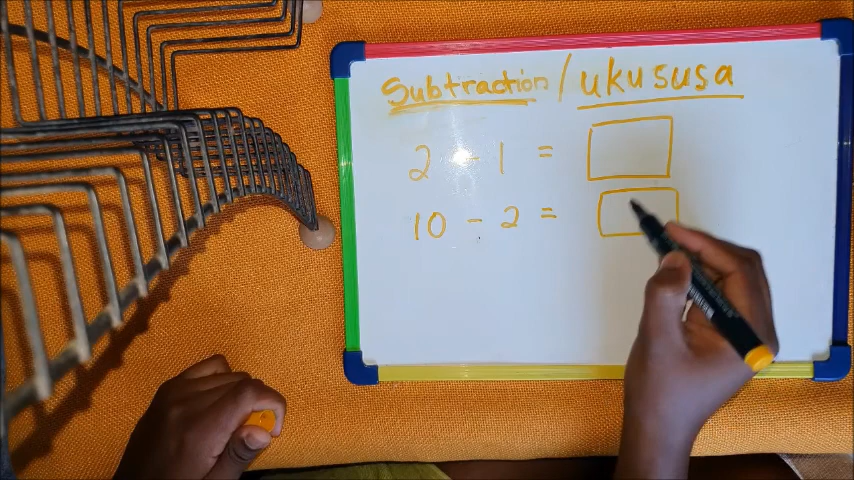 Subtraction / ukususa
2 - 1 =
10 - 2 =